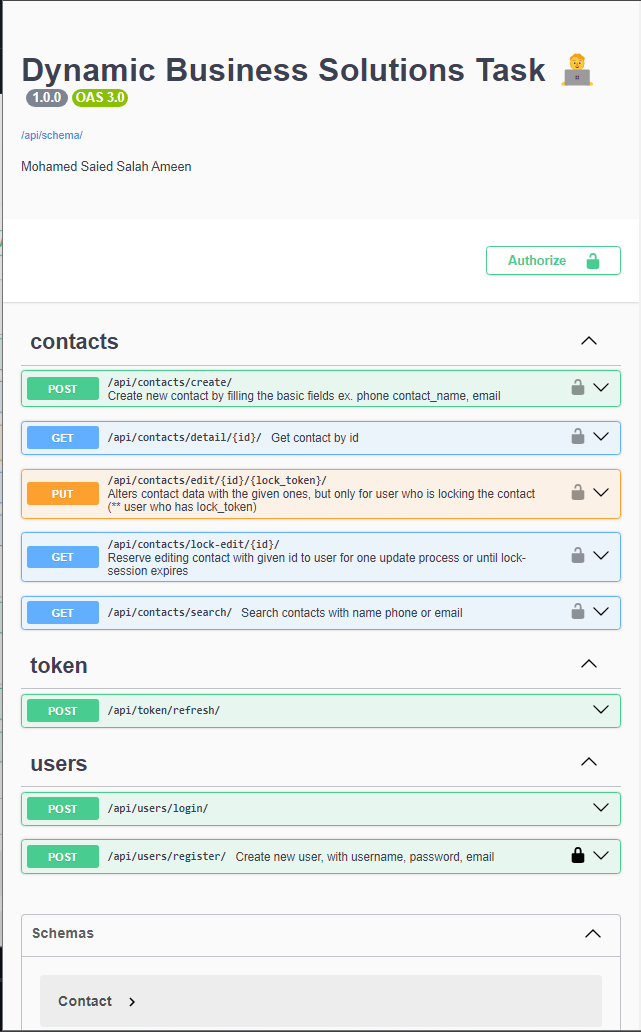 Dynamic Business Solutions Task
1.0.0 OAS 3.0
/api/schema/
Mohamed Saied Salah Ameen
Authorize
contacts
POST /api/contacts/create/
Create new contact by filling the basic fields ex. phone contact_name, email
GET /api/contacts/detail/{id}/ Get contact by id
PUT /api/contacts/edit/{id}/{lock_token}/
Alters contact data with the given ones, but only for user who is locking the contact
(** user who has lock_token)
GET /api/contacts/lock-edit/{id}/
Reserve editing contact with given id to user for one update process or until lock-
session expires
GET /api/contacts/search/ Search contacts with name phone or email
token
POST /api/token/refresh/
users
POST /api/users/login/
POST /api/users/register/ Create new user, with username, password, email
Schemas
Contact